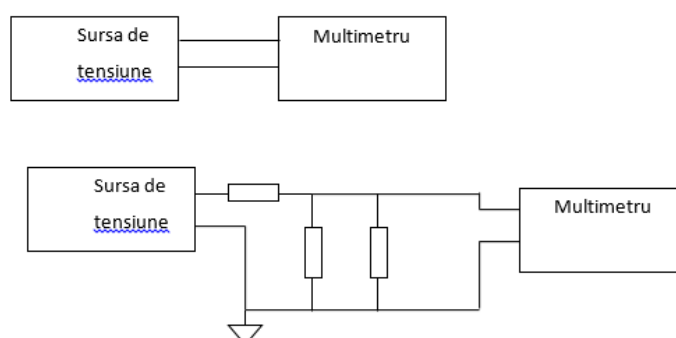 Sursa de
tensiune
Multimetru
Sursa de
tensiune
Multimetru